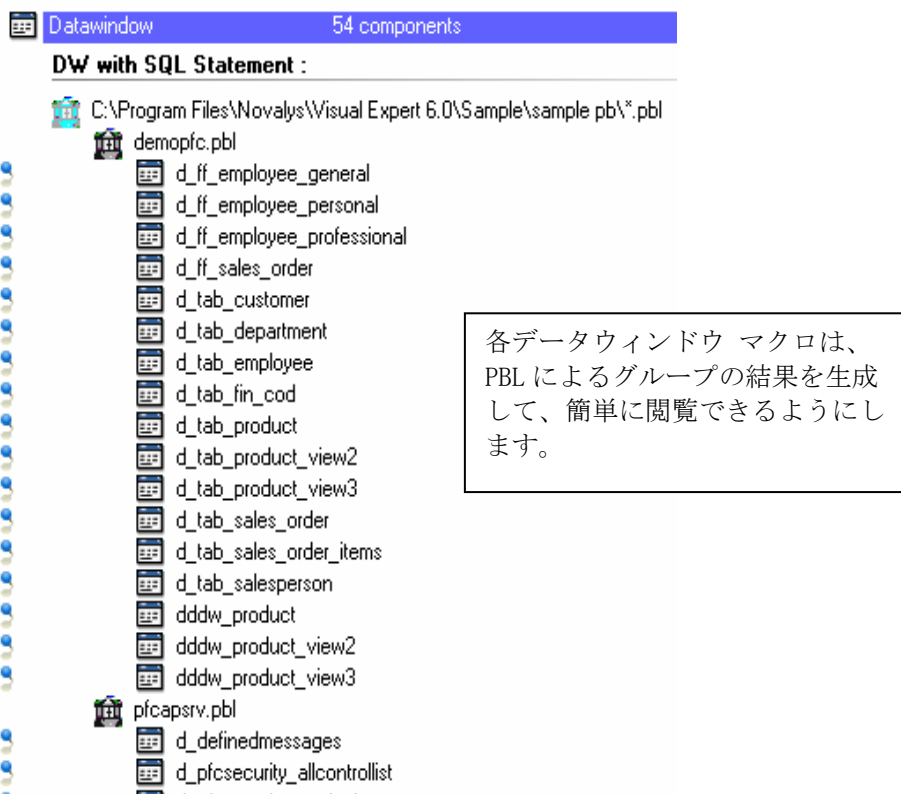 Datawindow 54 components
DW with SQL Statement :
C:\Program Files\Novalys\Visual Expert 6.0\Sample\sample pb\*.pbl
demopfc.pbl
d_ff_employee_general
d_ff_employee_personal
d_ff_employee_professional
d_ff_sales_order
d_tab_customer
d_tab_department
d_tab_employee
d_tab_fin_cod
d_tab_product
d_tab_product_view2
d_tab_product_view3
d_tab_sales_order
d_tab_sales_order_items
d_tab_salesperson
dddw_product
dddw_product_view2
dddw_product_view3
pfcapsrv.pbl
d_definedmessages
d_pfcsecurity_allcontrollist
各データウィンドウ マクロは、
PBL によるグループの結果を生成
して、簡単に閲覧できるようにし
ます。